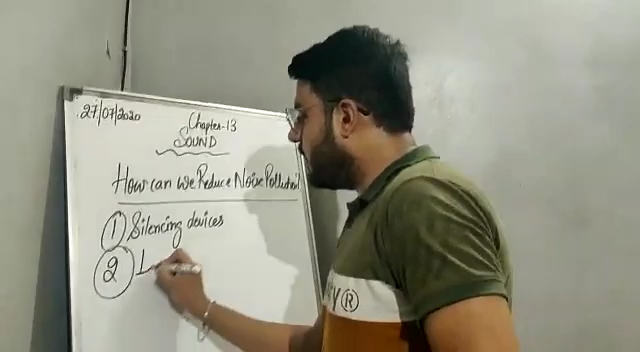 27/07/2020
Chapter-13
SOUND
How can we Reduce Noise Pollution?
1 Silencing devices
2 L
Y®